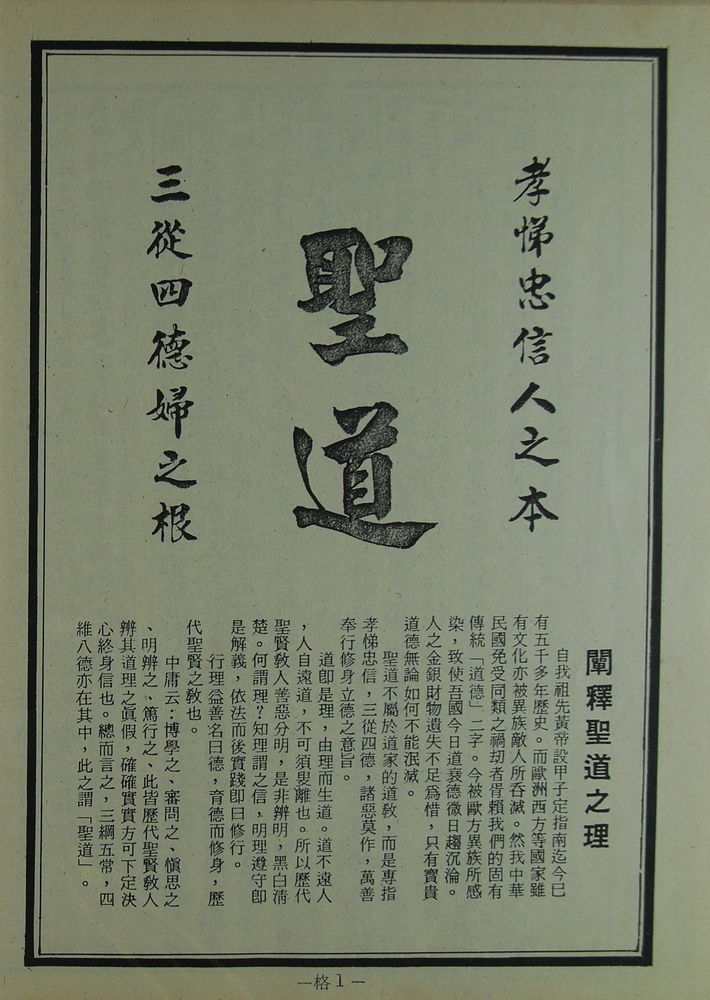 孝悌忠信人之本
聖道
三從四德婦之根
闡釋聖道之理
自我祖先黃帝設甲子定指南迄今已
有五千多年歷史。而歐洲西方等國家雖
有文化亦被異族敵人所吞滅。然我中華
民國免受同類之禍刼者胥賴我們的固有
傳統「道德」二字。今被歐方異族所感
染，致使吾國今日道衰德微日趨沉淪。
人之金銀財物遺失不足爲惜，只有寶貴
道德無論如何不能泯滅。
聖道不屬於道家的道敎，而是專指
孝悌忠信，三從四德，諸惡莫作，萬善
奉行修身立德之意旨。
道卽是理，由理而生道。道不遠人
，人自遠道，不可須叟離也。所以歷代
聖賢敎人善惡分明，是非辨明，黑白淸
楚。何謂理？知理謂之信，明理遵守卽
是解義，依法而後實踐卽曰修行。
行理益善名曰德，育德而修身，歷
代聖賢之敎也。
中庸云：博學之、審問之、愼思之
、明辨之、篤行之、此皆歷代聖賢敎人
辨其道理之眞假，確確實實方可下定決
心終身信也。總而言之，三綱五常，四
維八德亦在其中，此之謂「聖道」。
—格1—